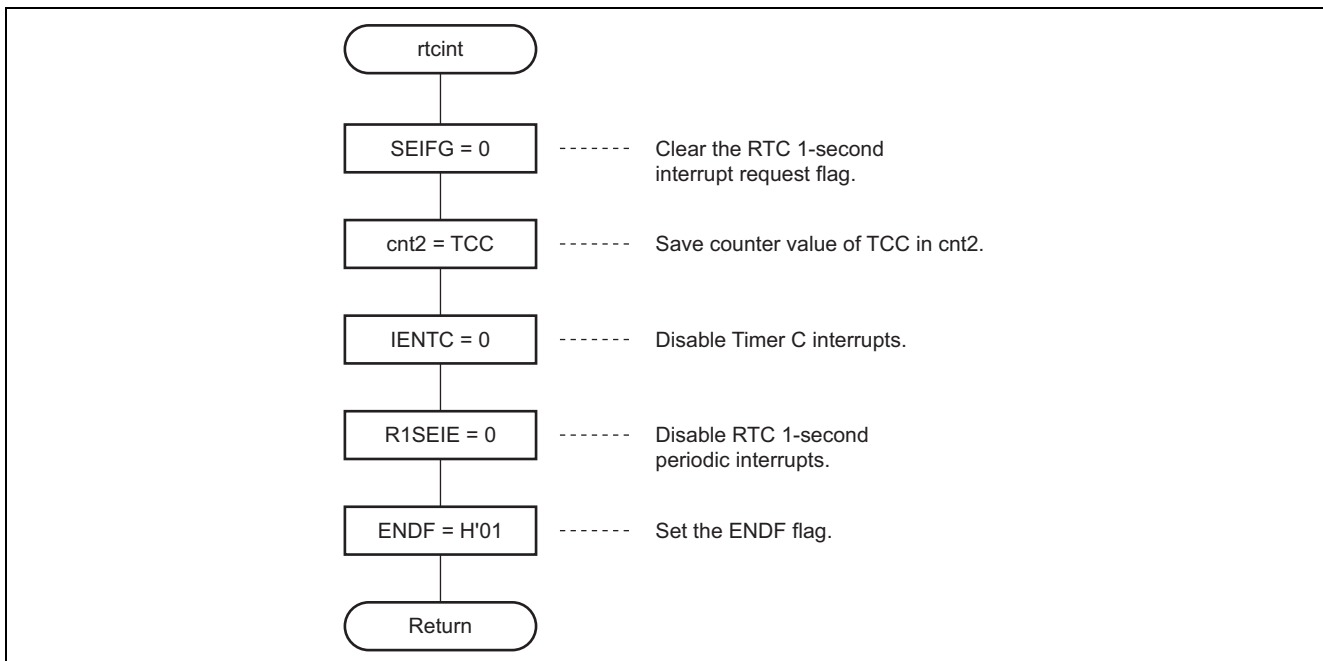 rtcint
SEIFG = 0
Clear the RTC 1-second
interrupt request flag.
cnt2 = TCC
Save counter value of TCC in cnt2.
IENTC = 0
Disable Timer C interrupts.
R1SEIE = 0
Disable RTC 1-second
periodic interrupts.
ENDF = H'01
Set the ENDF flag.
Return